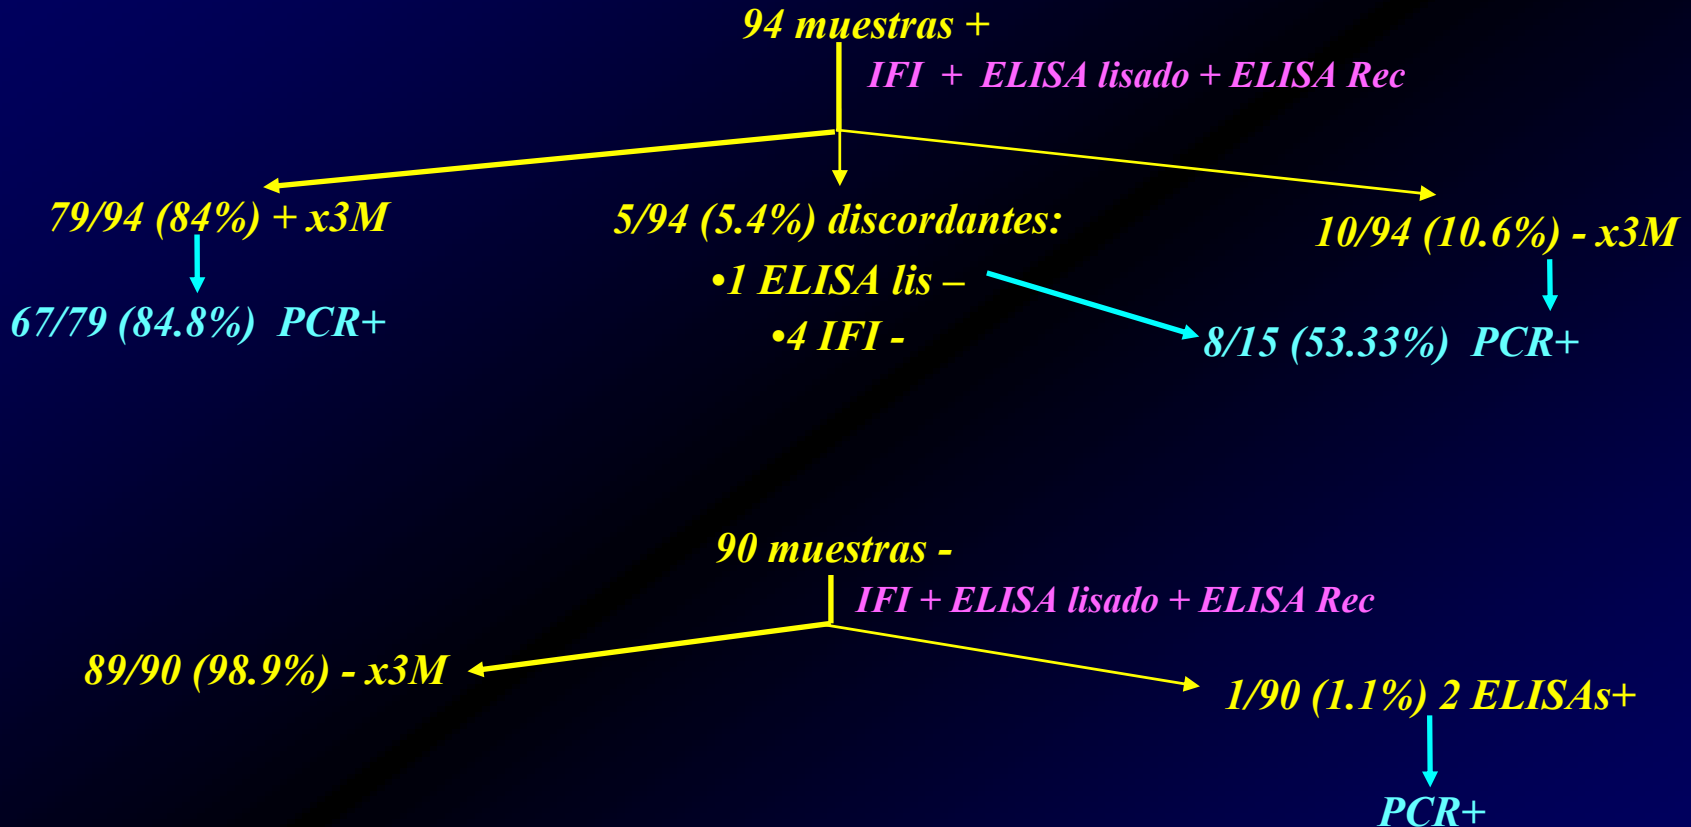 94 muestras +
IFI + ELISA lisado + ELISA Rec
79/94 (84%) + x3M
67/79 (84.8%) PCR+
5/94 (5.4%) discordantes:
•1 ELISA lis –
•4 IFI -
10/94 (10.6%) - x3M
8/15 (53.33%) PCR+
90 muestras -
IFI + ELISA lisado + ELISA Rec
89/90 (98.9%) - x3M
1/90 (1.1%) 2 ELISAs+
PCR+